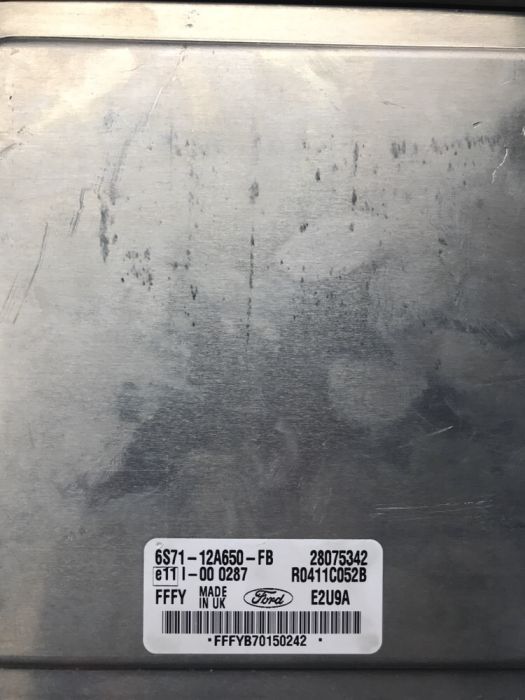 6S71-12A650-FB 28075342
e11 I-00 0287 R0411C052B
FFFY MADE IN UK Ford E2U9A
*FFFYB70150242 *